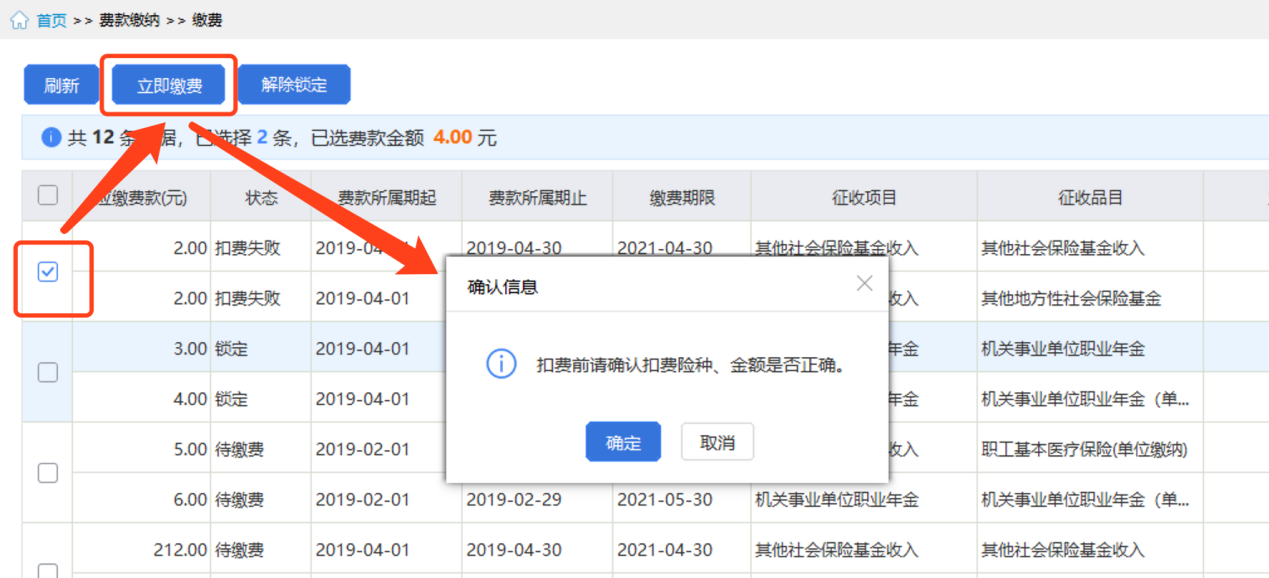 首页 >> 费款缴纳 >> 缴费
刷新 立即缴费 解除锁定
共 12 条 据，已选择 2 条，已选费款金额 4.00 元
应缴费款(元) 状态 费款所属期起 费款所属期止 缴费期限 征收项目 征收品目
2.00 扣费失败 2019-04- 1 2019-04-30 2021-04-30 其他社会保险基金收入 其他社会保险基金收入
2.00 扣费失败 2019-04-01 收入 其他地方性社会保险基金
3.00 锁定 2019-04-01 年金 机关事业单位职业年金
4.00 锁定 2019-04-01 年金 机关事业单位职业年金（单...
5.00 待缴费 2019-02-01 收入 职工基本医疗保险(单位缴纳)
6.00 待缴费 2019-02-01 2019-02-29 2021-05-30 机关事业单位职业年金 机关事业单位职业年金（单...
212.00 待缴费 2019-04-01 2019-04-30 2021-04-30 其他社会保险基金收入 其他社会保险基金收入
确认信息
扣费前请确认扣费险种、金额是否正确。
确定 取消